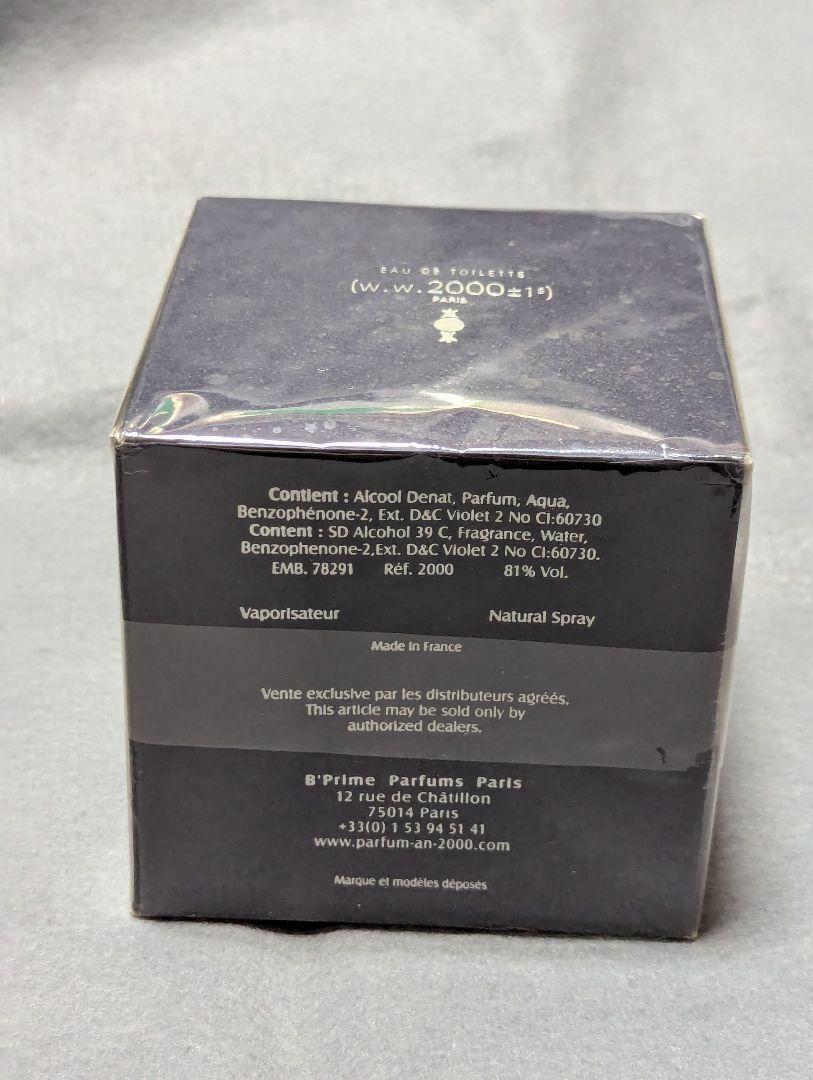 EAU DE TOILETTE
(w.w.2000±1ˢ)
PARIS
Contient : Alcool Denat, Parfum, Aqua,
Benzophénone-2, Ext. D&C Violet 2 No CI:60730
Content : SD Alcohol 39 C, Fragrance, Water,
Benzophenone-2,Ext. D&C Violet 2 No CI:60730.
EMB. 78291 Réf. 2000 81% Vol.
Vaporisateur Natural Spray
Made in France
Vente exclusive par les distributeurs agréés.
This article may be sold only by
authorized dealers.
B'Prime Parfums Paris
12 rue de Châtillon
75014 Paris
+33(0) 1 53 94 51 41
www.parfum-an-2000.com
Marque et modèles déposés